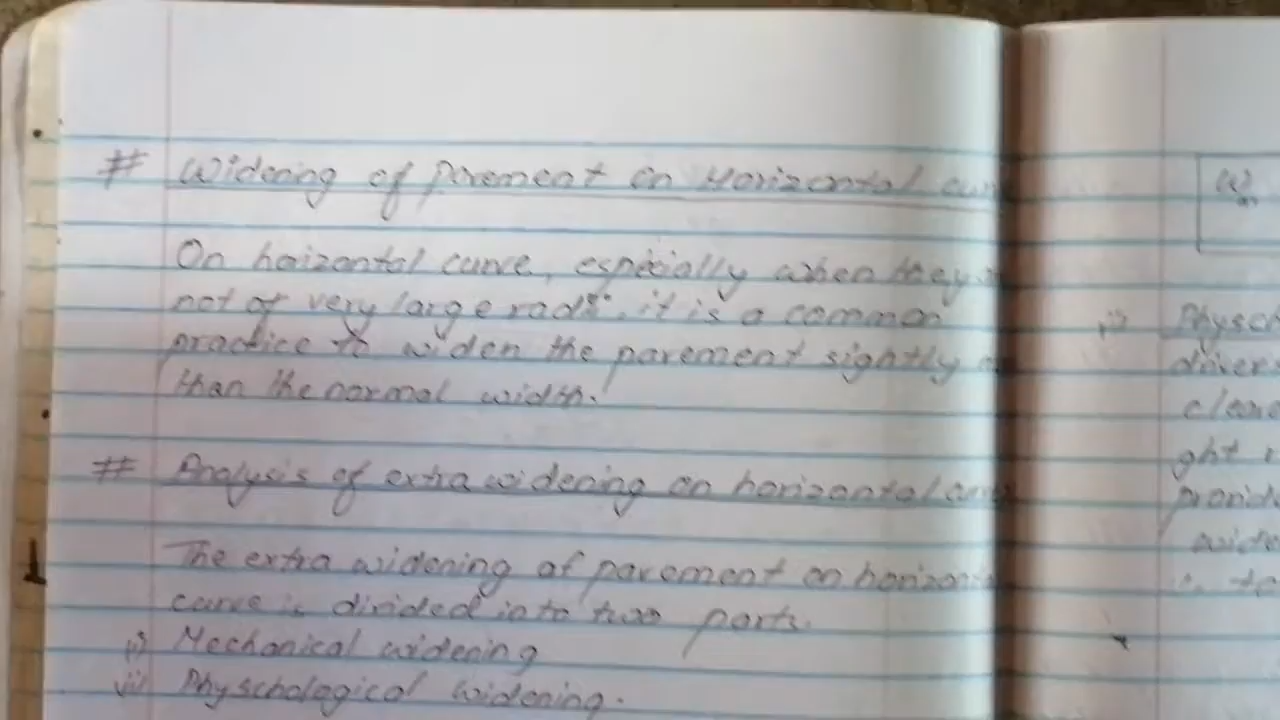 # Widening of Pavement on Horizontal
On horizontal curve, especially when they
not of very large radii, it is a common
practice to widen the pavement sightly
than the normal width.
# Analysis of extra widening on horizontal
The extra widening of pavement on
curve is divided into two parts.
i) Mechanical widening
ii) Physchological widening.
W
ii)
ght